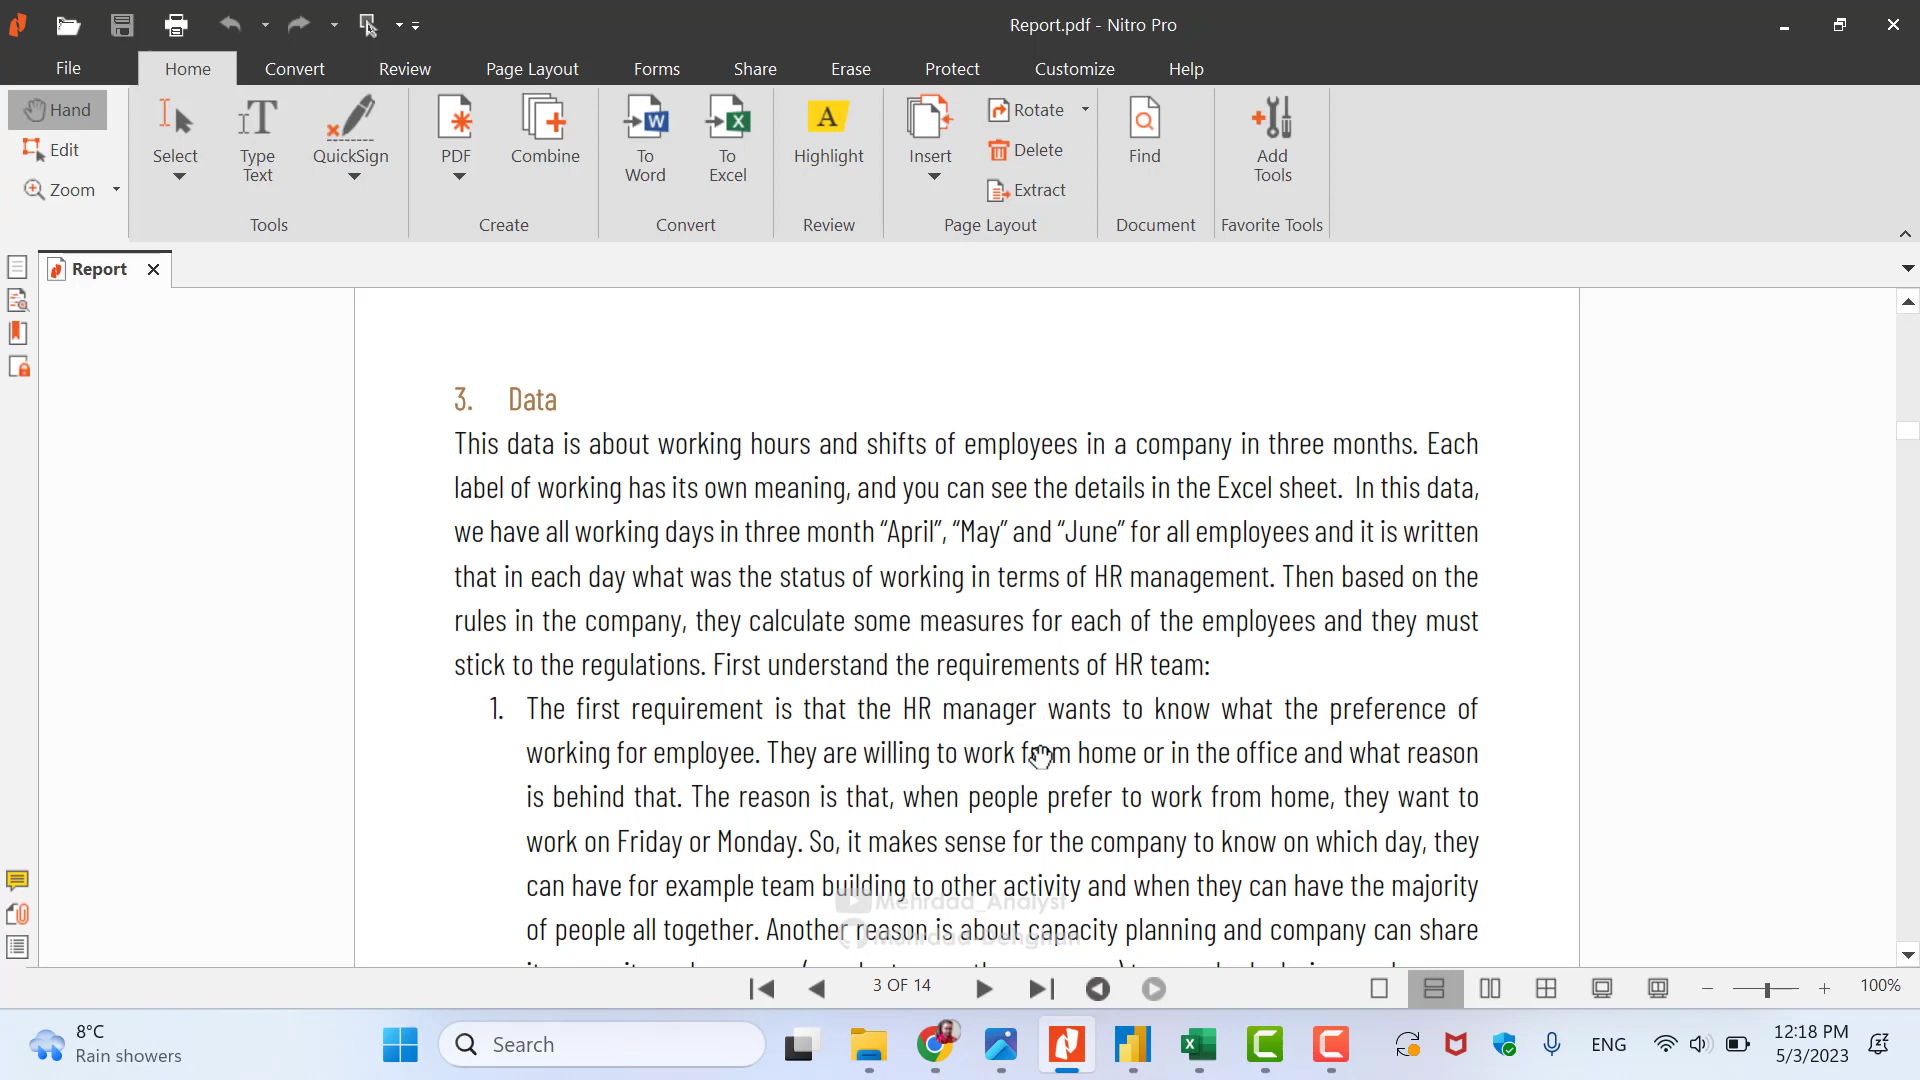 Report.pdf - Nitro Pro
File Home Convert Review Page Layout Forms Share Erase Protect Customize Help
Hand
Edit
Zoom
Select
Type Text
QuickSign
Tools
PDF
Combine
Create
To Word
To Excel
Convert
Highlight
Review
Insert
Rotate
Delete
Extract
Page Layout
Find
Document
Add Tools
Favorite Tools
Report
3. Data
This data is about working hours and shifts of employees in a company in three months. Each
label of working has its own meaning, and you can see the details in the Excel sheet. In this data,
we have all working days in three month “April”, “May” and “June” for all employees and it is written
that in each day what was the status of working in terms of HR management. Then based on the
rules in the company, they calculate some measures for each of the employees and they must
stick to the regulations. First understand the requirements of HR team:
1. The first requirement is that the HR manager wants to know what the preference of
working for employee. They are willing to work from home or in the office and what reason
is behind that. The reason is that, when people prefer to work from home, they want to
work on Friday or Monday. So, it makes sense for the company to know on which day, they
can have for example team building to other activity and when they can have the majority
of people all together. Another reason is about capacity planning and company can share
Mehrdad_Analyst
3 OF 14
100%
8°C
Rain showers
Search
ENG
12:18 PM
5/3/2023